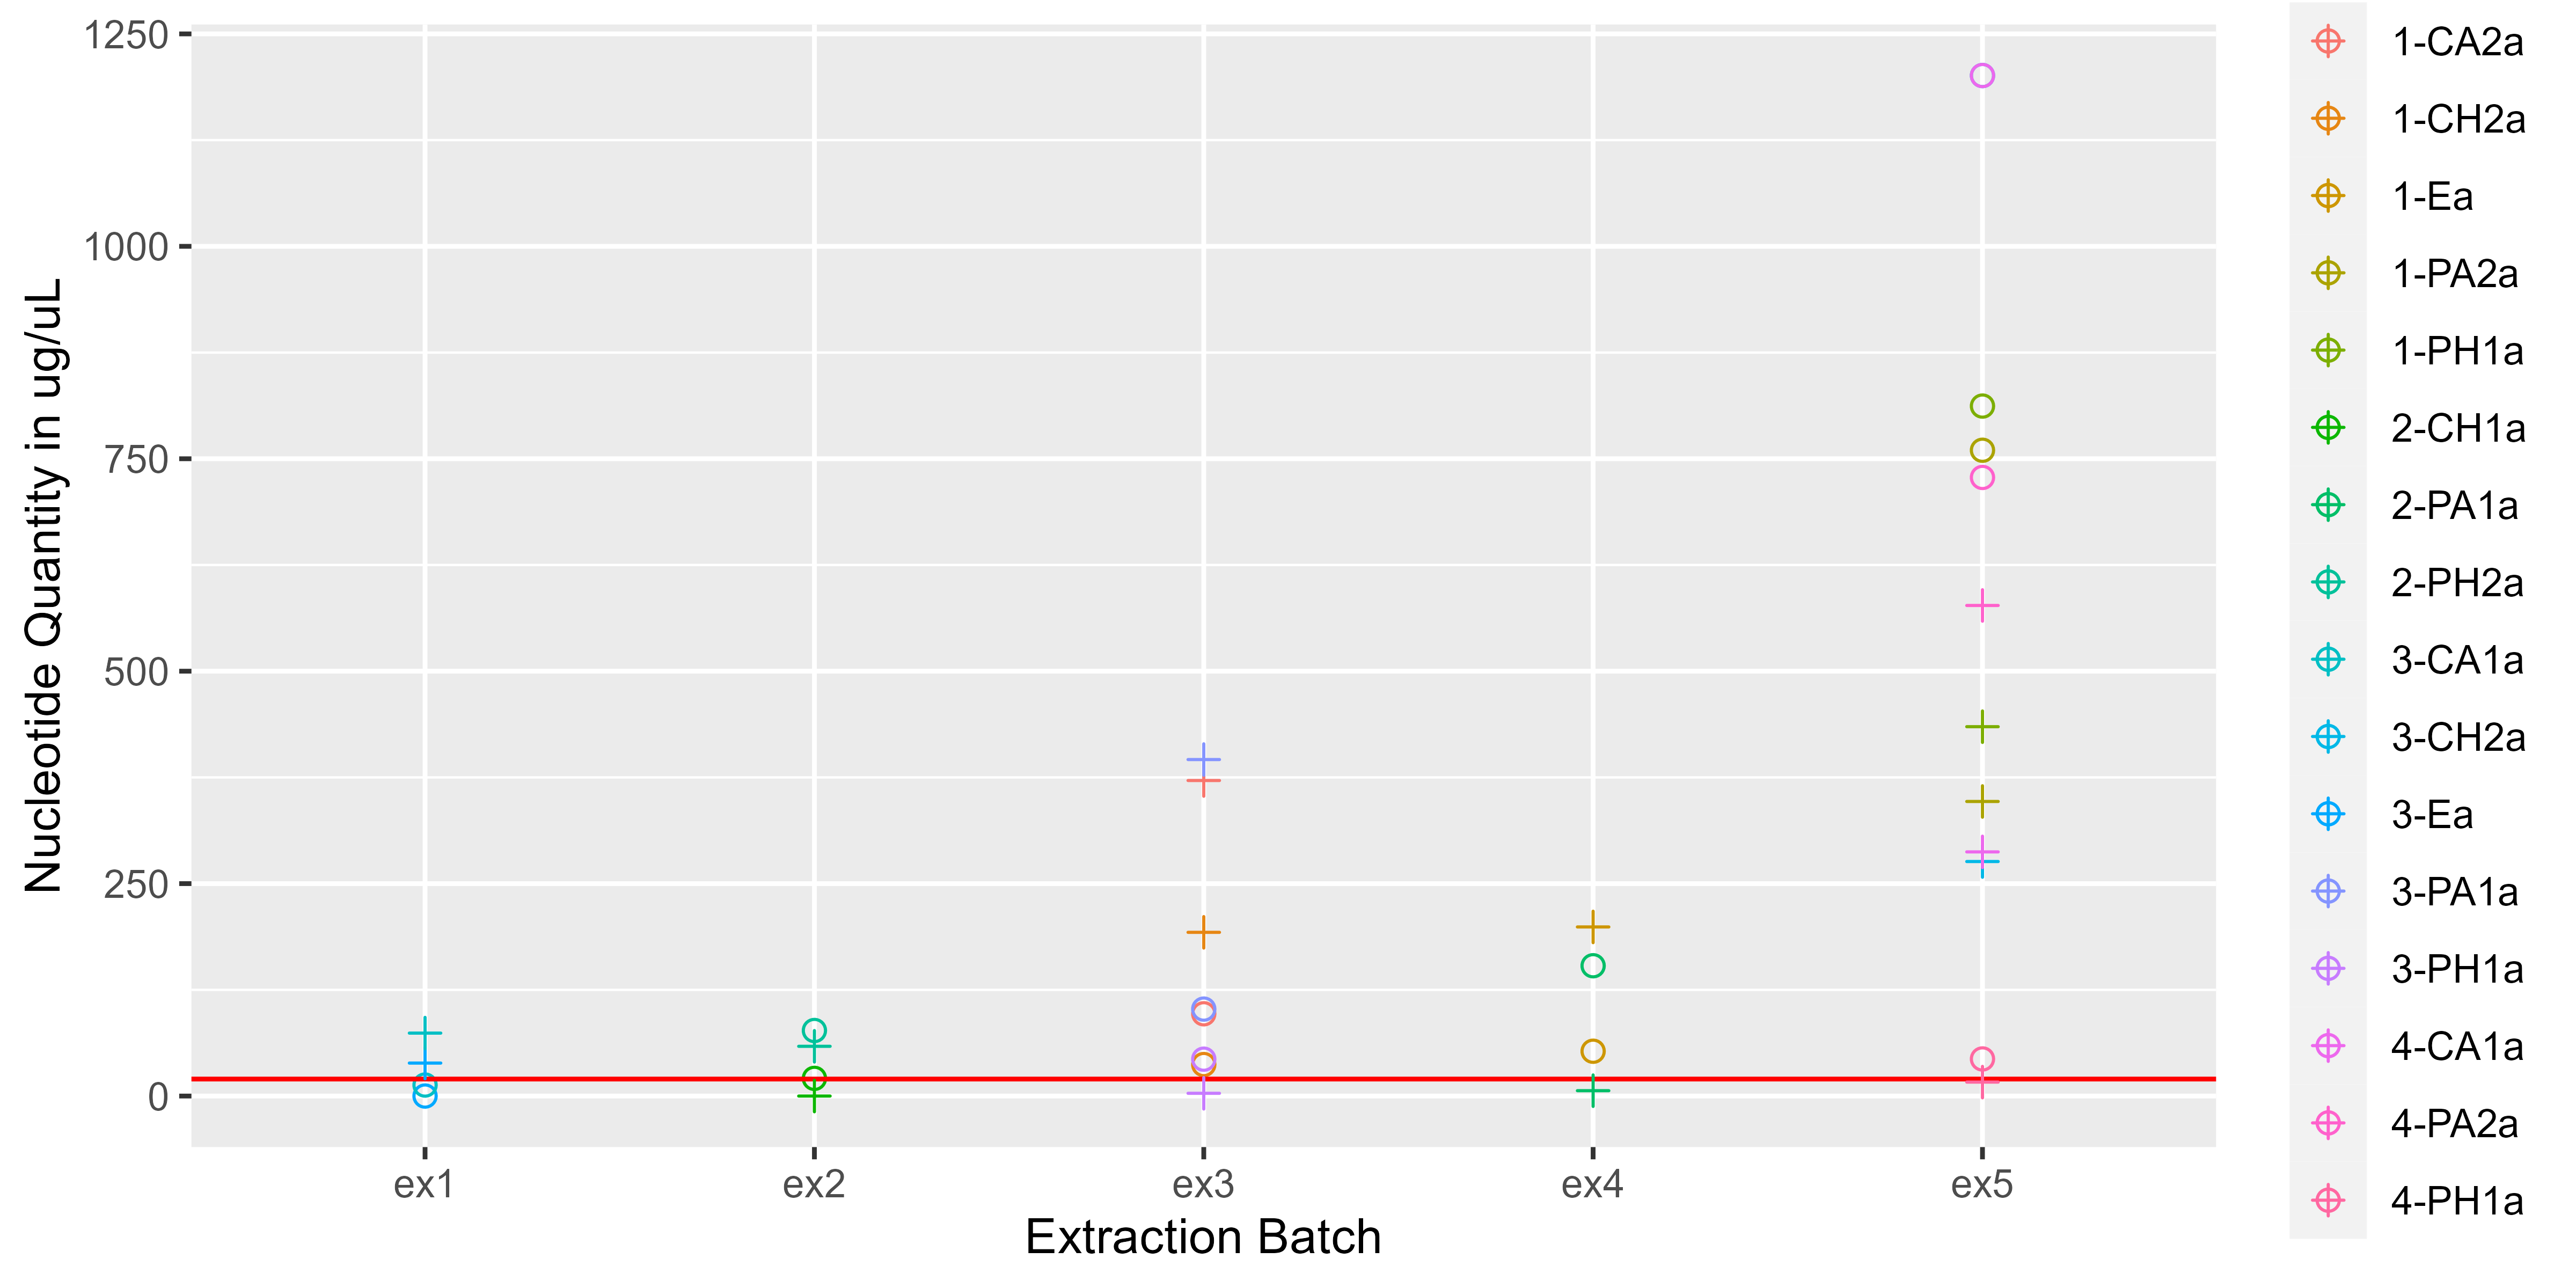 Nucleotide Quantity in ug/uL
1250
1000
750
500
250
0
ex1
ex2
ex3
ex4
ex5
Extraction Batch
1-CA2a
1-CH2a
1-Ea
1-PA2a
1-PH1a
2-CH1a
2-PA1a
2-PH2a
3-CA1a
3-CH2a
3-Ea
3-PA1a
3-PH1a
4-CA1a
4-PA2a
4-PH1a